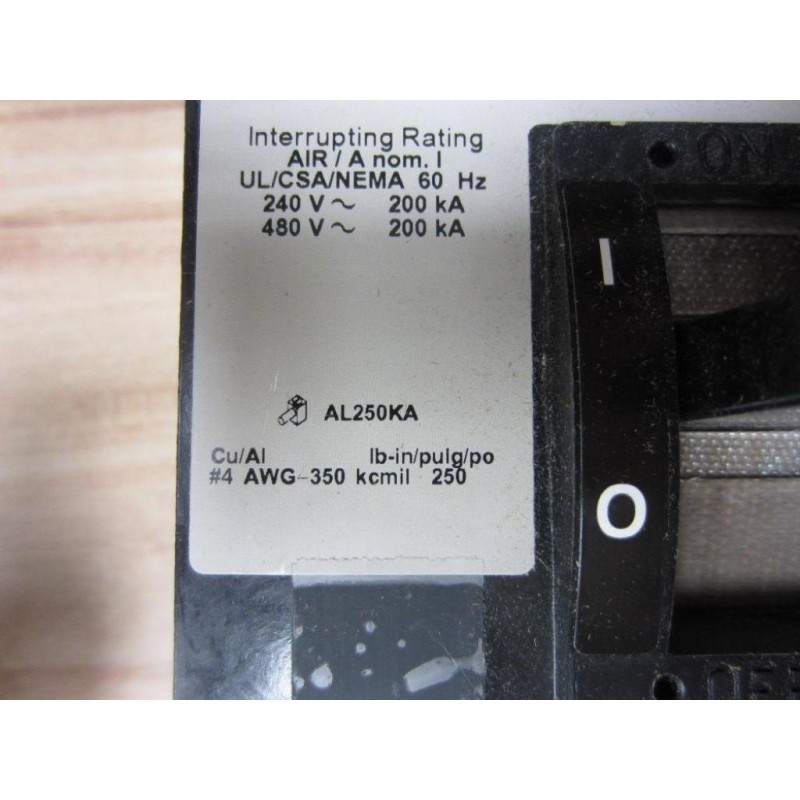 Interrupting Rating
AIR / A nom. I
UL/CSA/NEMA 60 Hz
240 V ~ 200 kA
480 V ~ 200 kA
AL250KA
Cu/Al lb-in/pulg/po
#4 AWG-350 kcmil 250
ON
I
O
OFF